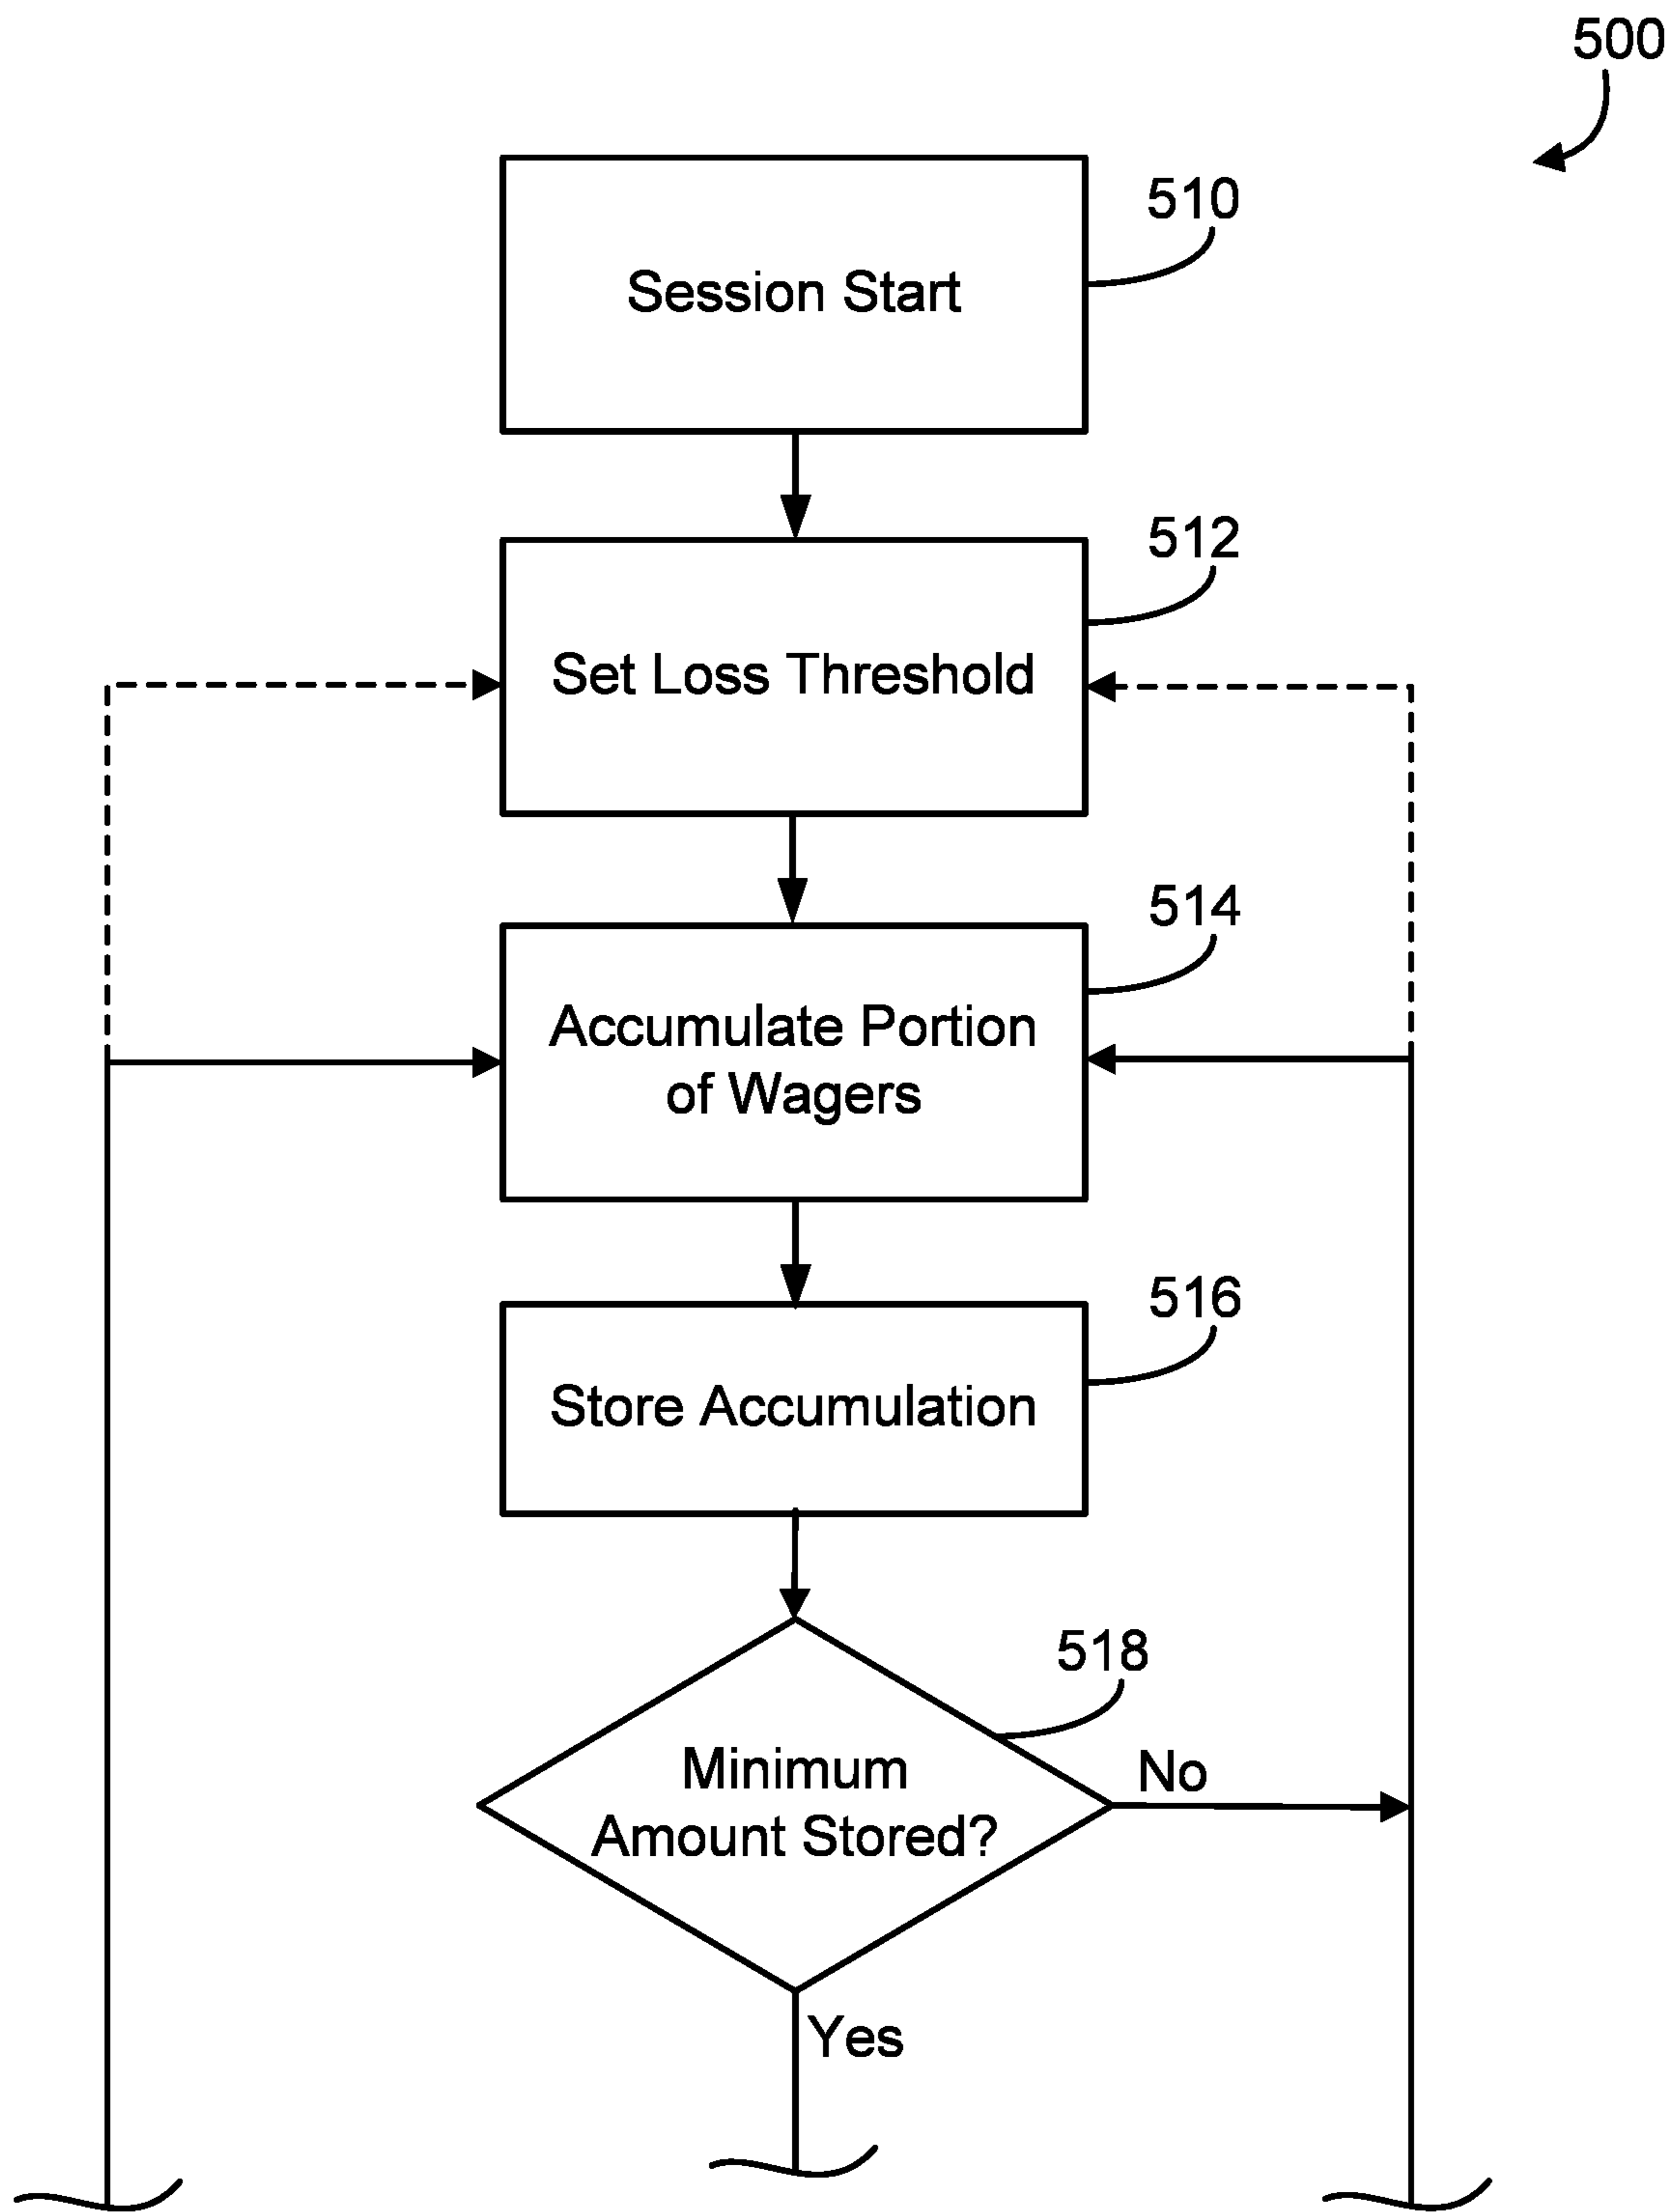 500
510
Session Start
512
Set Loss Threshold
514
Accumulate Portion
of Wagers
516
Store Accumulation
518
Minimum
Amount Stored?
No
Yes